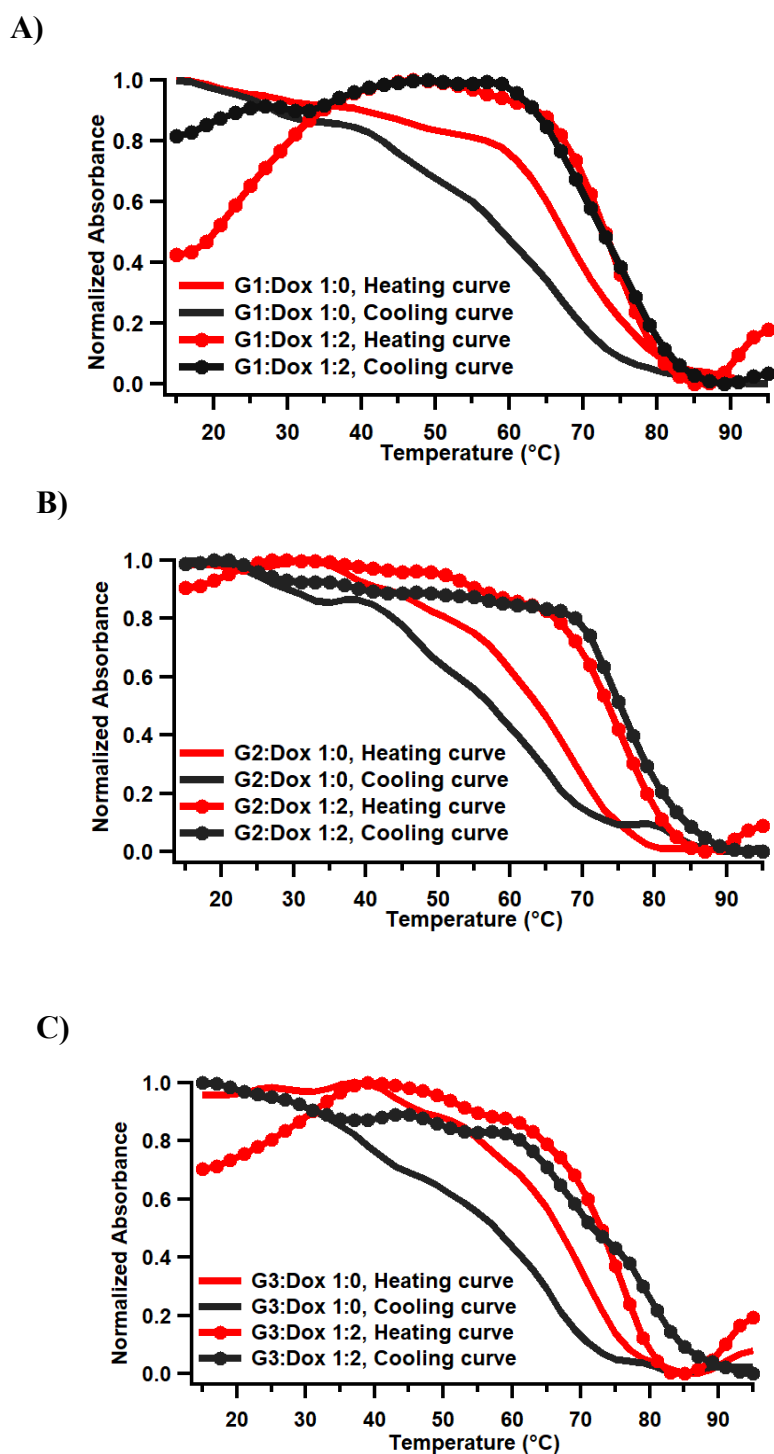 A)
1.0
0.8
0.6
0.4
0.2
0.0
Normalized Absorbance
G1:Dox 1:0, Heating curve
G1:Dox 1:0, Cooling curve
G1:Dox 1:2, Heating curve
G1:Dox 1:2, Cooling curve
20 30 40 50 60 70 80 90
Temperature (°C)
B)
1.0
0.8
0.6
0.4
0.2
0.0
Normalized Absorbance
G2:Dox 1:0, Heating curve
G2:Dox 1:0, Cooling curve
G2:Dox 1:2, Heating curve
G2:Dox 1:2, Cooling curve
20 30 40 50 60 70 80 90
Temperature (°C)
C)
1.0
0.8
0.6
0.4
0.2
0.0
Normalized Absorbance
G3:Dox 1:0, Heating curve
G3:Dox 1:0, Cooling curve
G3:Dox 1:2, Heating curve
G3:Dox 1:2, Cooling curve
20 30 40 50 60 70 80 90
Temperature (°C)